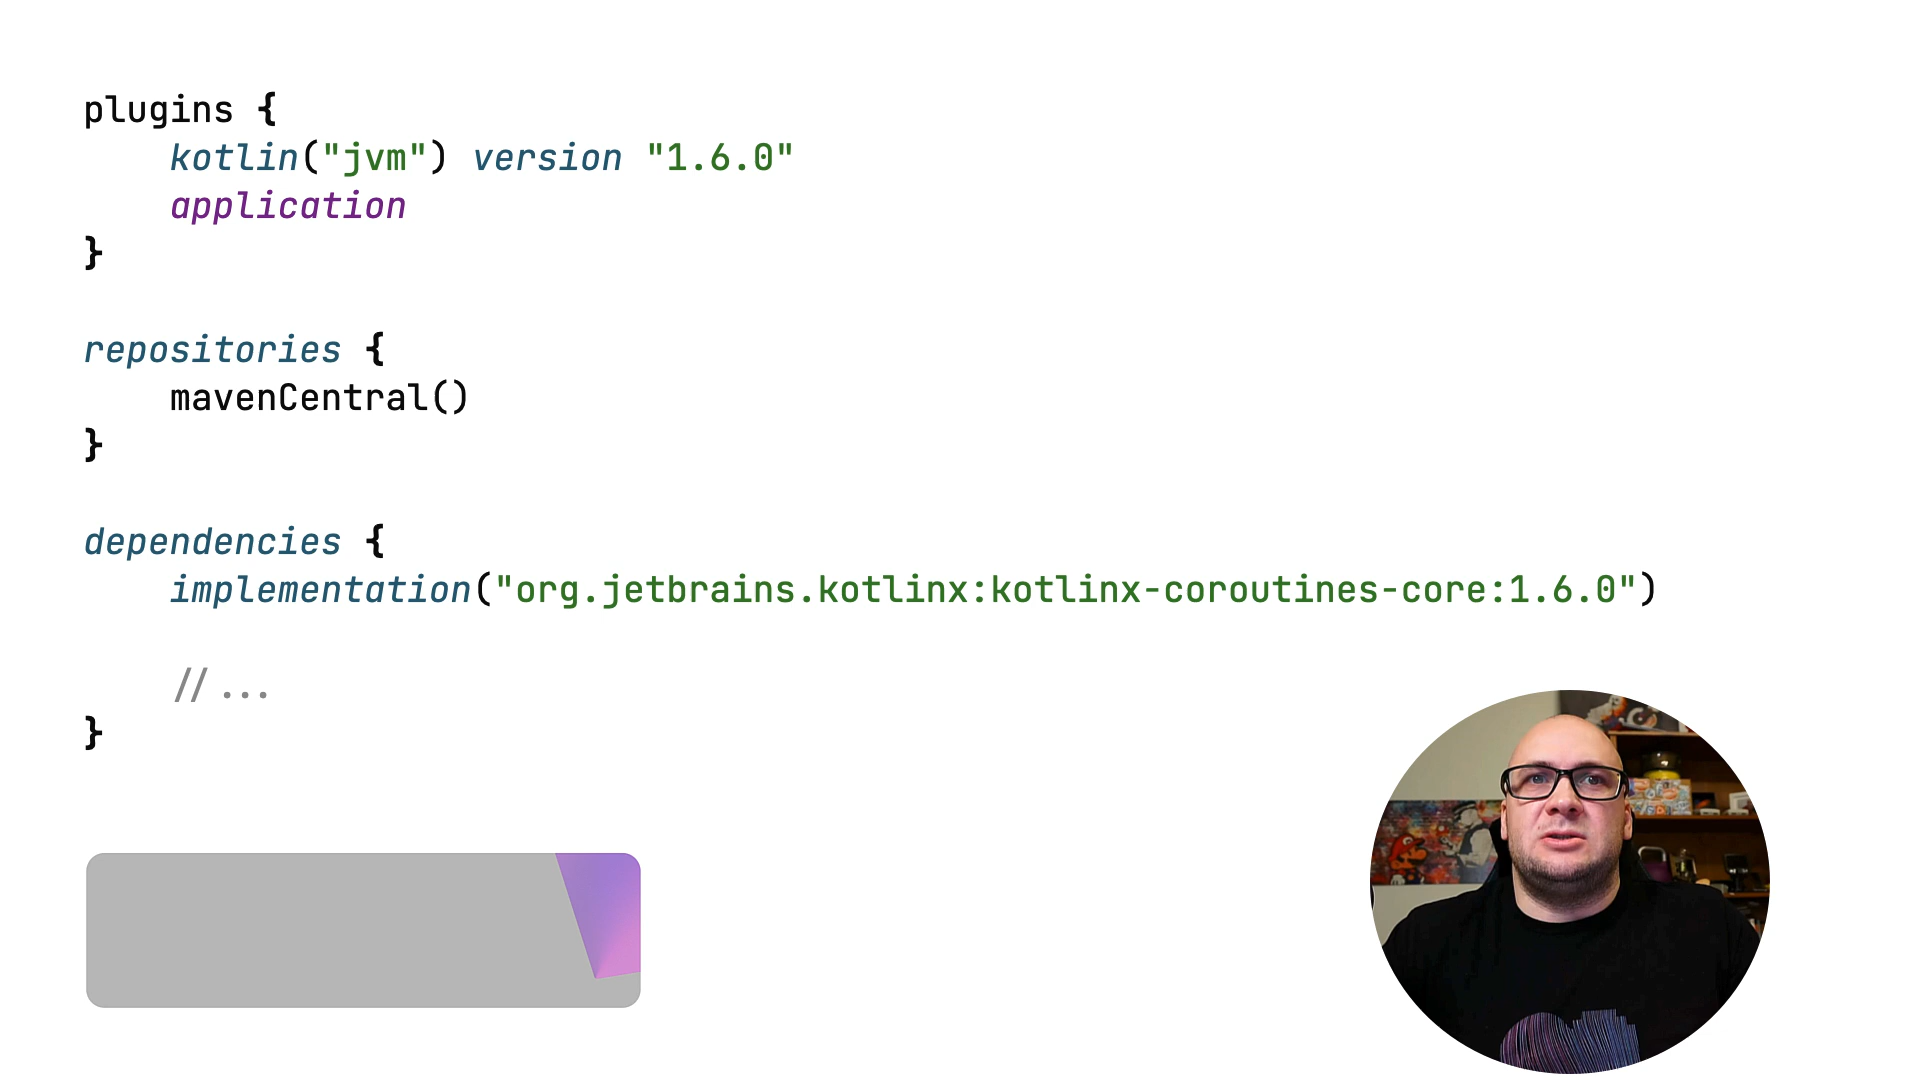 plugins {
    kotlin("jvm") version "1.6.0"
    application
}
repositories {
    mavenCentral()
}
dependencies {
    implementation("org.jetbrains.kotlinx:kotlinx-coroutines-core:1.6.0")
    // ...
}